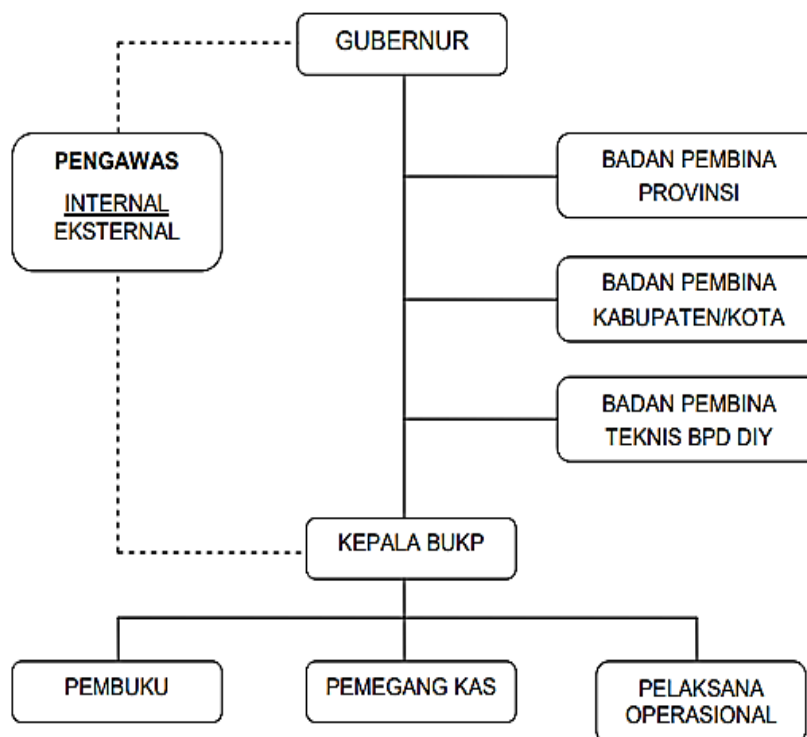 GUBERNUR
PENGAWAS
INTERNAL
EKSTERNAL
BADAN PEMBINA
PROVINSI
BADAN PEMBINA
KABUPATEN/KOTA
BADAN PEMBINA
TEKNIS BPD DIY
KEPALA BUKP
PEMBUKU
PEMEGANG KAS
PELAKSANA
OPERASIONAL